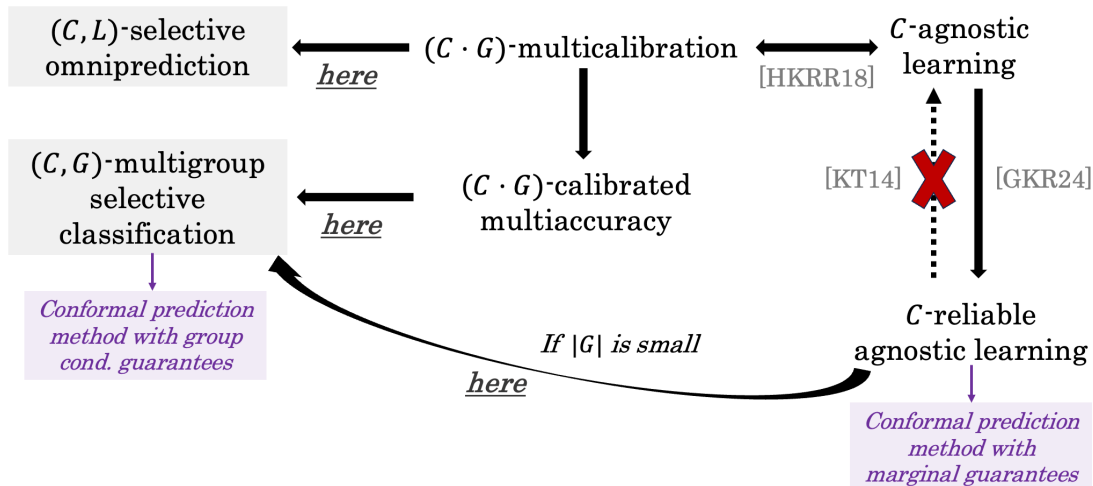 (C, L)-selective
omniprediction
here
(C · G)-multicalibration
[HKRR18]
C-agnostic
learning
(C, G)-multigroup
selective
classification
here
(C · G)-calibrated
multiaccuracy
[KT14]
[GKR24]
Conformal prediction
method with group
cond. guarantees
If |G| is small
here
C-reliable
agnostic learning
Conformal prediction
method with
marginal guarantees